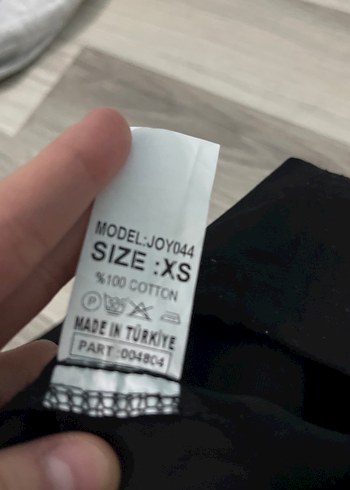 MODEL:JOY044
SIZE :XS
%100 COTTON
P
MADE IN TÜRKİYE
PART :004804